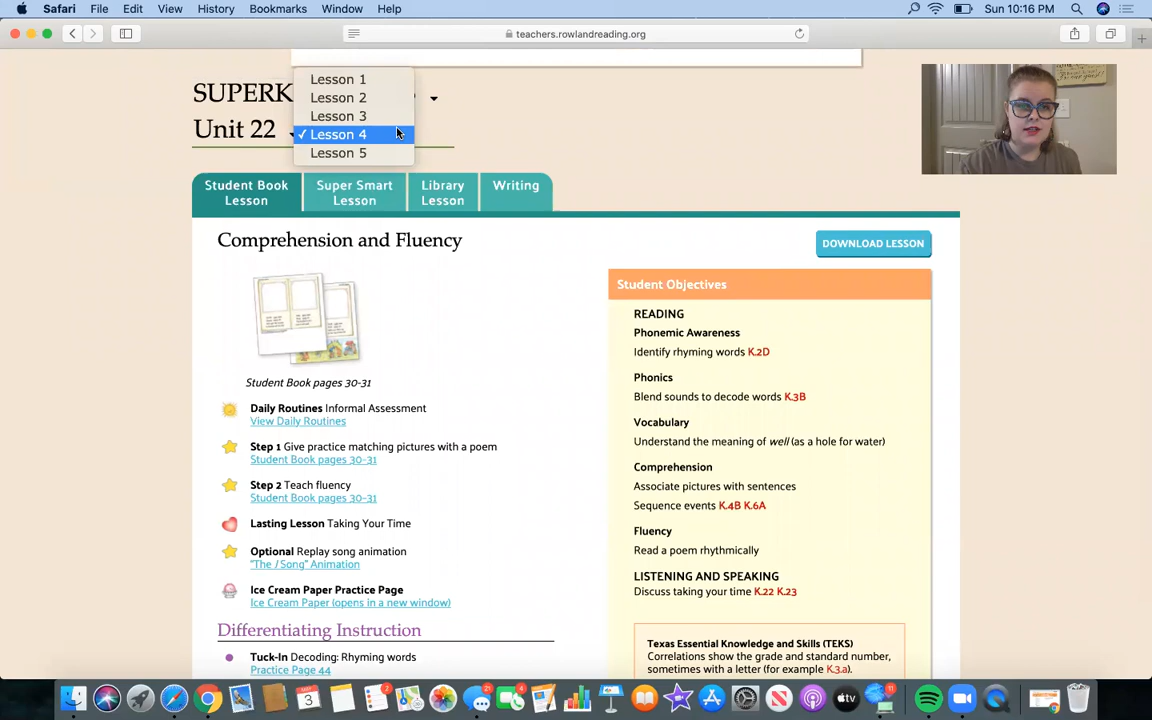 Safari File Edit View History Bookmarks Window Help Sun 10:16 PM
teachers.rowlandreading.org
SUPERK
Unit 22
Lesson 1
Lesson 2
Lesson 3
✓ Lesson 4
Lesson 5
Student Book Lesson
Super Smart Lesson
Library Lesson
Writing
Comprehension and Fluency
DOWNLOAD LESSON
Student Book pages 30-31
Daily Routines Informal Assessment
View Daily Routines
Step 1 Give practice matching pictures with a poem
Student Book pages 30-31
Step 2 Teach fluency
Student Book pages 30-31
Lasting Lesson Taking Your Time
Optional Replay song animation
"The I Song" Animation
Ice Cream Paper Practice Page
Ice Cream Paper (opens in a new window)
Differentiating Instruction
Tuck-In Decoding: Rhyming words
Practice Page 44
Student Objectives
READING
Phonemic Awareness
Identify rhyming words K.2D
Phonics
Blend sounds to decode words K.3B
Vocabulary
Understand the meaning of well (as a hole for water)
Comprehension
Associate pictures with sentences
Sequence events K.4B K.6A
Fluency
Read a poem rhythmically
LISTENING AND SPEAKING
Discuss taking your time K.22 K.23
Texas Essential Knowledge and Skills (TEKS)
Correlations show the grade and standard number,
sometimes with a letter (for example K.3.a).
3
tv